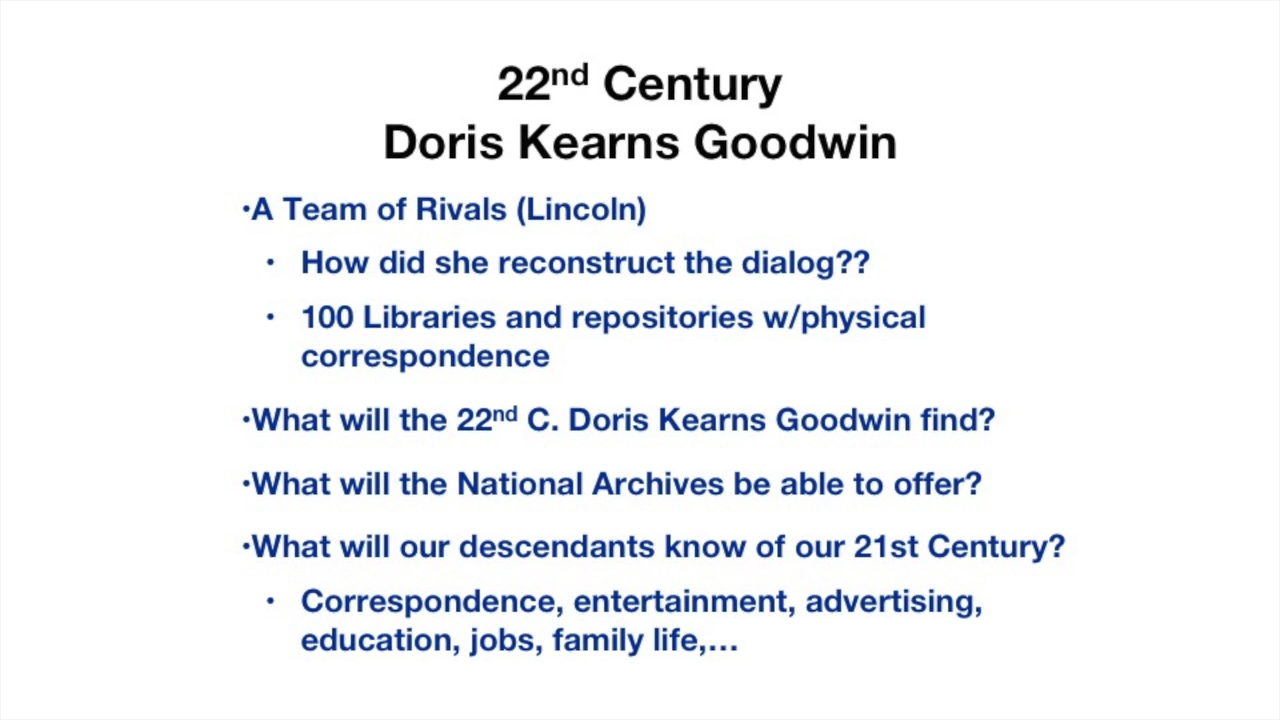 22nd Century
Doris Kearns Goodwin
•A Team of Rivals (Lincoln)
• How did she reconstruct the dialog??
• 100 Libraries and repositories w/physical
correspondence
•What will the 22nd C. Doris Kearns Goodwin find?
•What will the National Archives be able to offer?
•What will our descendants know of our 21st Century?
• Correspondence, entertainment, advertising,
education, jobs, family life,...